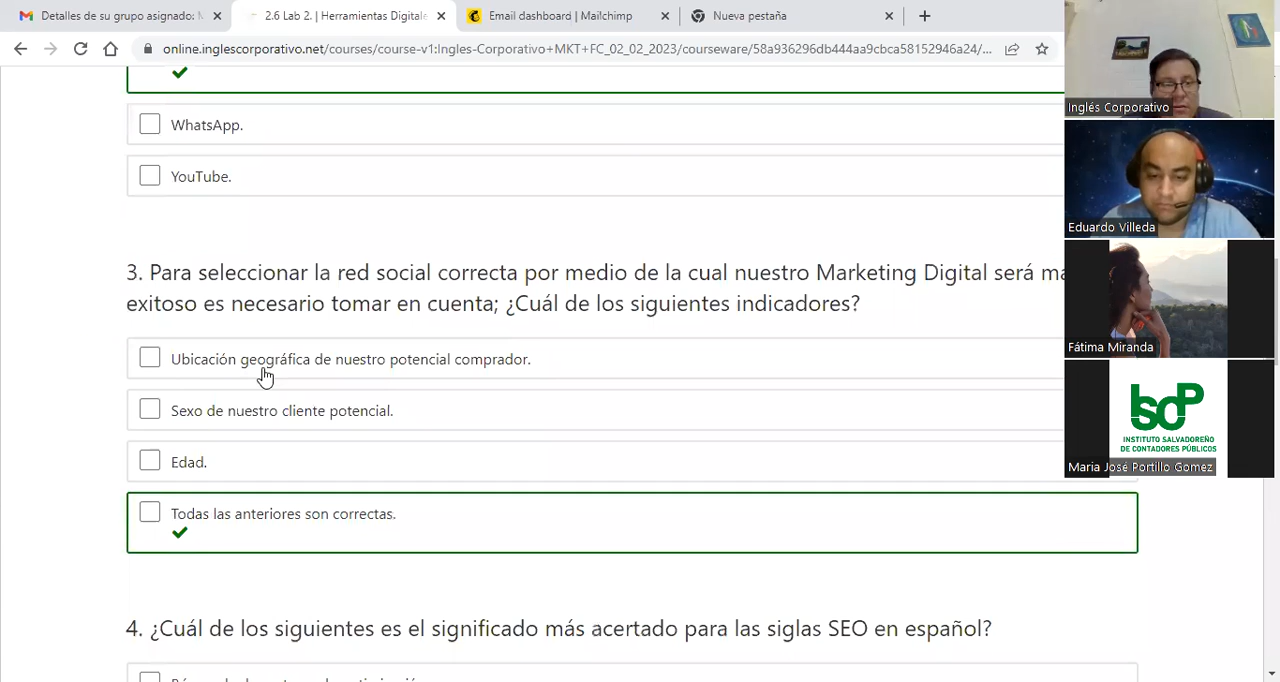 Detalles de su grupo asignado: M
2.6 Lab 2. | Herramientas Digitale
Email dashboard | Mailchimp
Nueva pestaña
online.inglescorporativo.net/courses/course-v1:Ingles-Corporativo+MKT+FC_02_02_2023/courseware/58a936296db444aa9cbca58152946a24/...
WhatsApp.
YouTube.
3. Para seleccionar la red social correcta por medio de la cual nuestro Marketing Digital será má
exitoso es necesario tomar en cuenta; ¿Cuál de los siguientes indicadores?
Ubicación geográfica de nuestro potencial comprador.
Sexo de nuestro cliente potencial.
Edad.
Todas las anteriores son correctas.
4. ¿Cuál de los siguientes es el significado más acertado para las siglas SEO en español?
Inglés Corporativo
Eduardo Villeda
Fátima Miranda
ISCP
INSTITUTO SALVADOREÑO
DE CONTADORES PÚBLICOS
Maria José Portillo Gomez